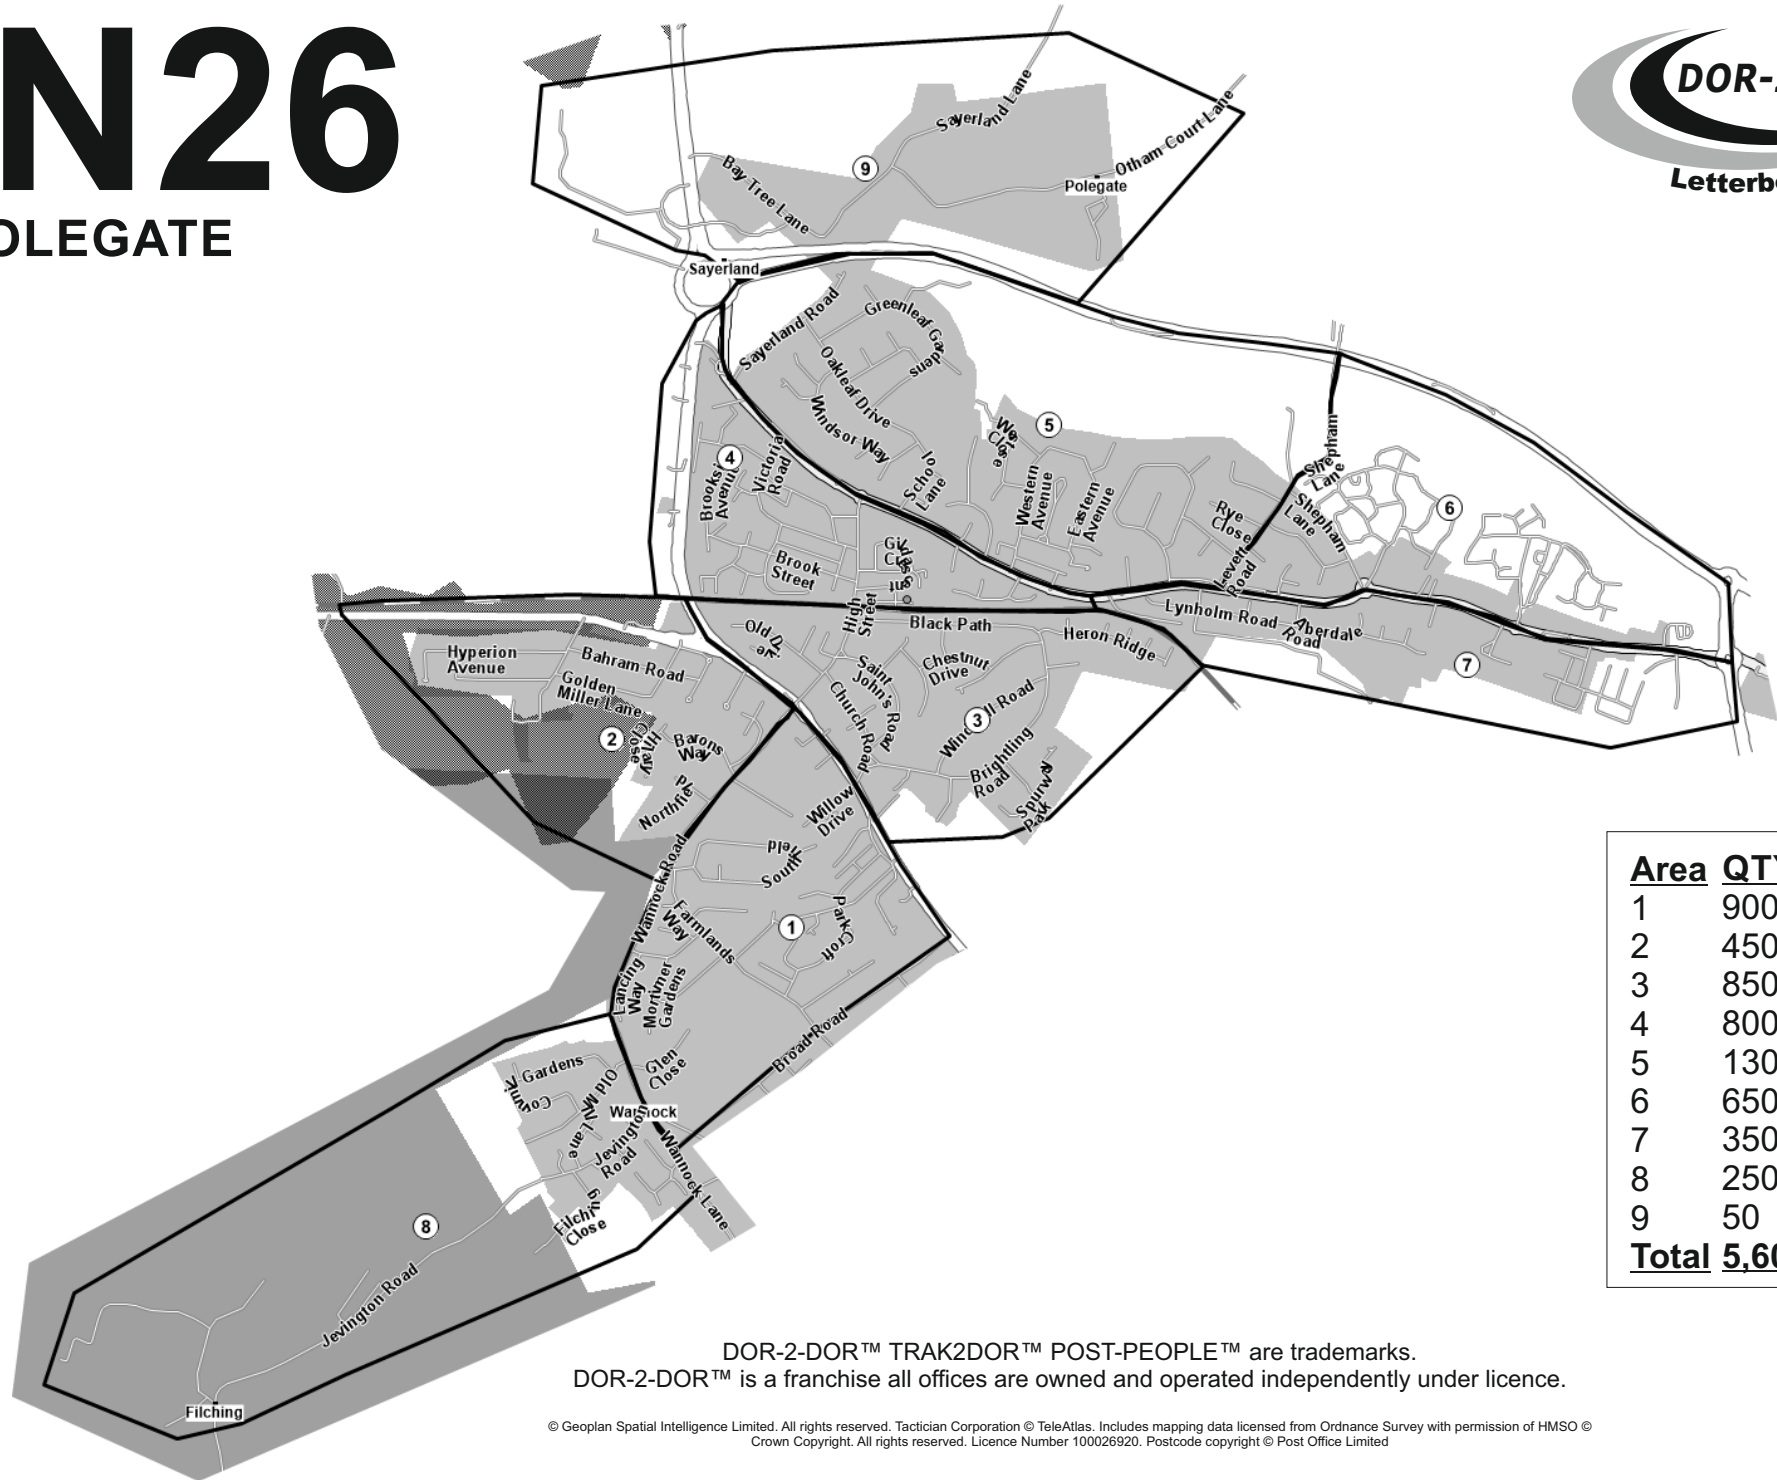 N26
OLEGATE
DOR-
Letterb
Sayerland Lane
Otham Court Lane
Polegate
9
Bay Tree Lane
Sayerland
Sayerland Road
Greenleaf Gardens
Oakleaf Drive
Windsor Way
School
Lane
5
Close
Western
Avenue
Eastern
Avenue
4
Victoria
Road
Avenue
Rye
Close
Shepham
Lane
Shepham
Lane
6
Levett
Road
Brook
Street
High
Street
Black Path
Heron Ridge
Lynholm Road
Aberdale
Road
7
Hyperion
Avenue
Bahram Road
Golden
Miller Lane
2
Close
Barons
Way
Northfield
Saint
John's Road
Church Road
Chestnut
Drive
3
Brightling
Road
Spurway
Park
Willow
Drive
Wannock Road
South
field
Farmlands
Way
1
Park
Croft
Lancing
Way
Mortimer
Gardens
Broad Road
Glen
Close
Gardens
Old Mill Lane
Wannock
Jevington
Road
Wannock Lane
Filching
Close
8
Jevington Road
Filching
Area QTY
1 900
2 450
3 850
4 800
5 130
6 650
7 350
8 250
9 50
Total 5,60
DOR-2-DOR™ TRAK2DOR™ POST-PEOPLE™ are trademarks.
DOR-2-DOR™ is a franchise all offices are owned and operated independently under licence.
© Geoplan Spatial Intelligence Limited. All rights reserved. Tactician Corporation © TeleAtlas. Includes mapping data licensed from Ordnance Survey with permission of HMSO ©
Crown Copyright. All rights reserved. Licence Number 100026920. Postcode copyright © Post Office Limited